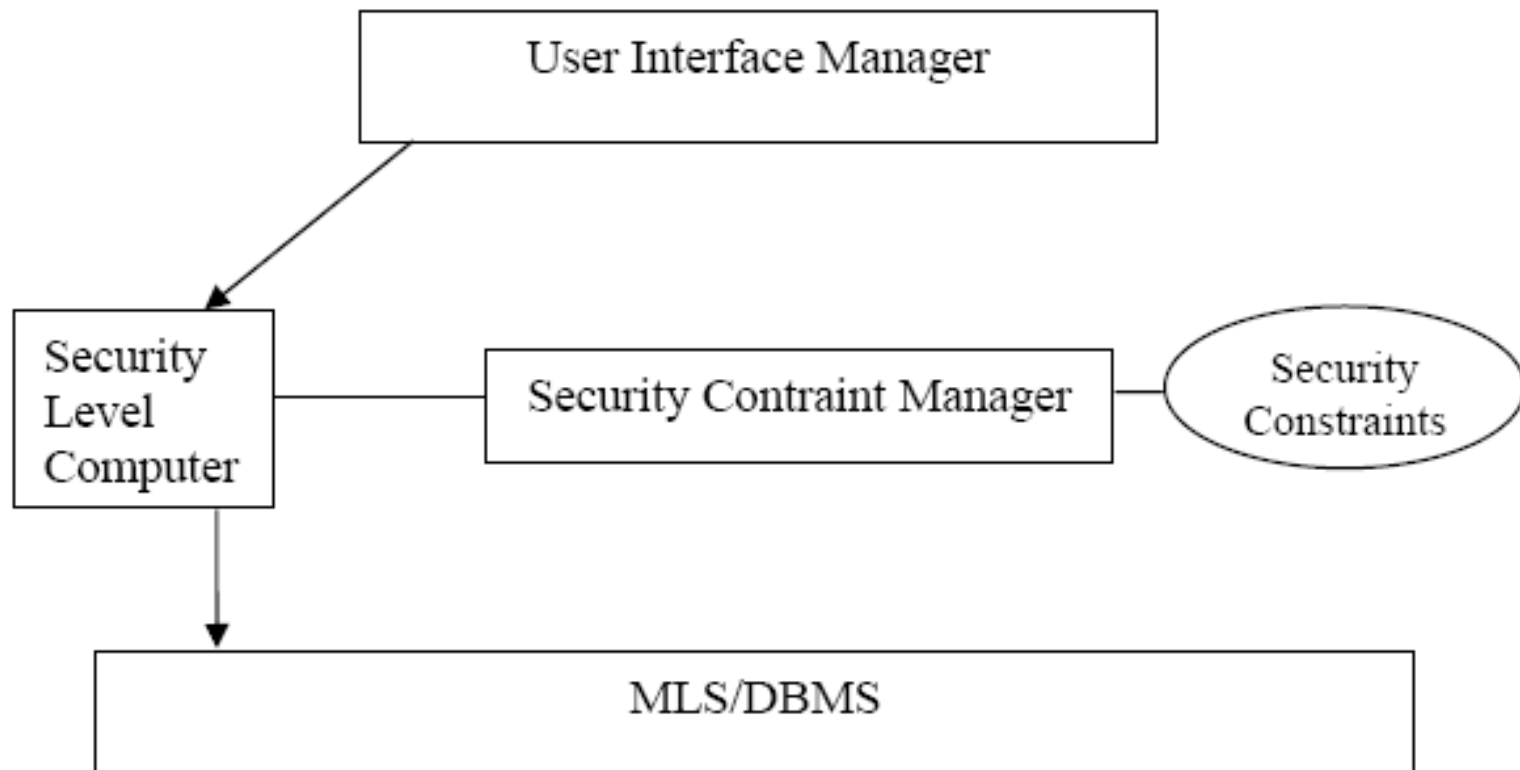 User Interface Manager
Security
Level
Computer
Security Contraint Manager
Security
Constraints
MLS/DBMS